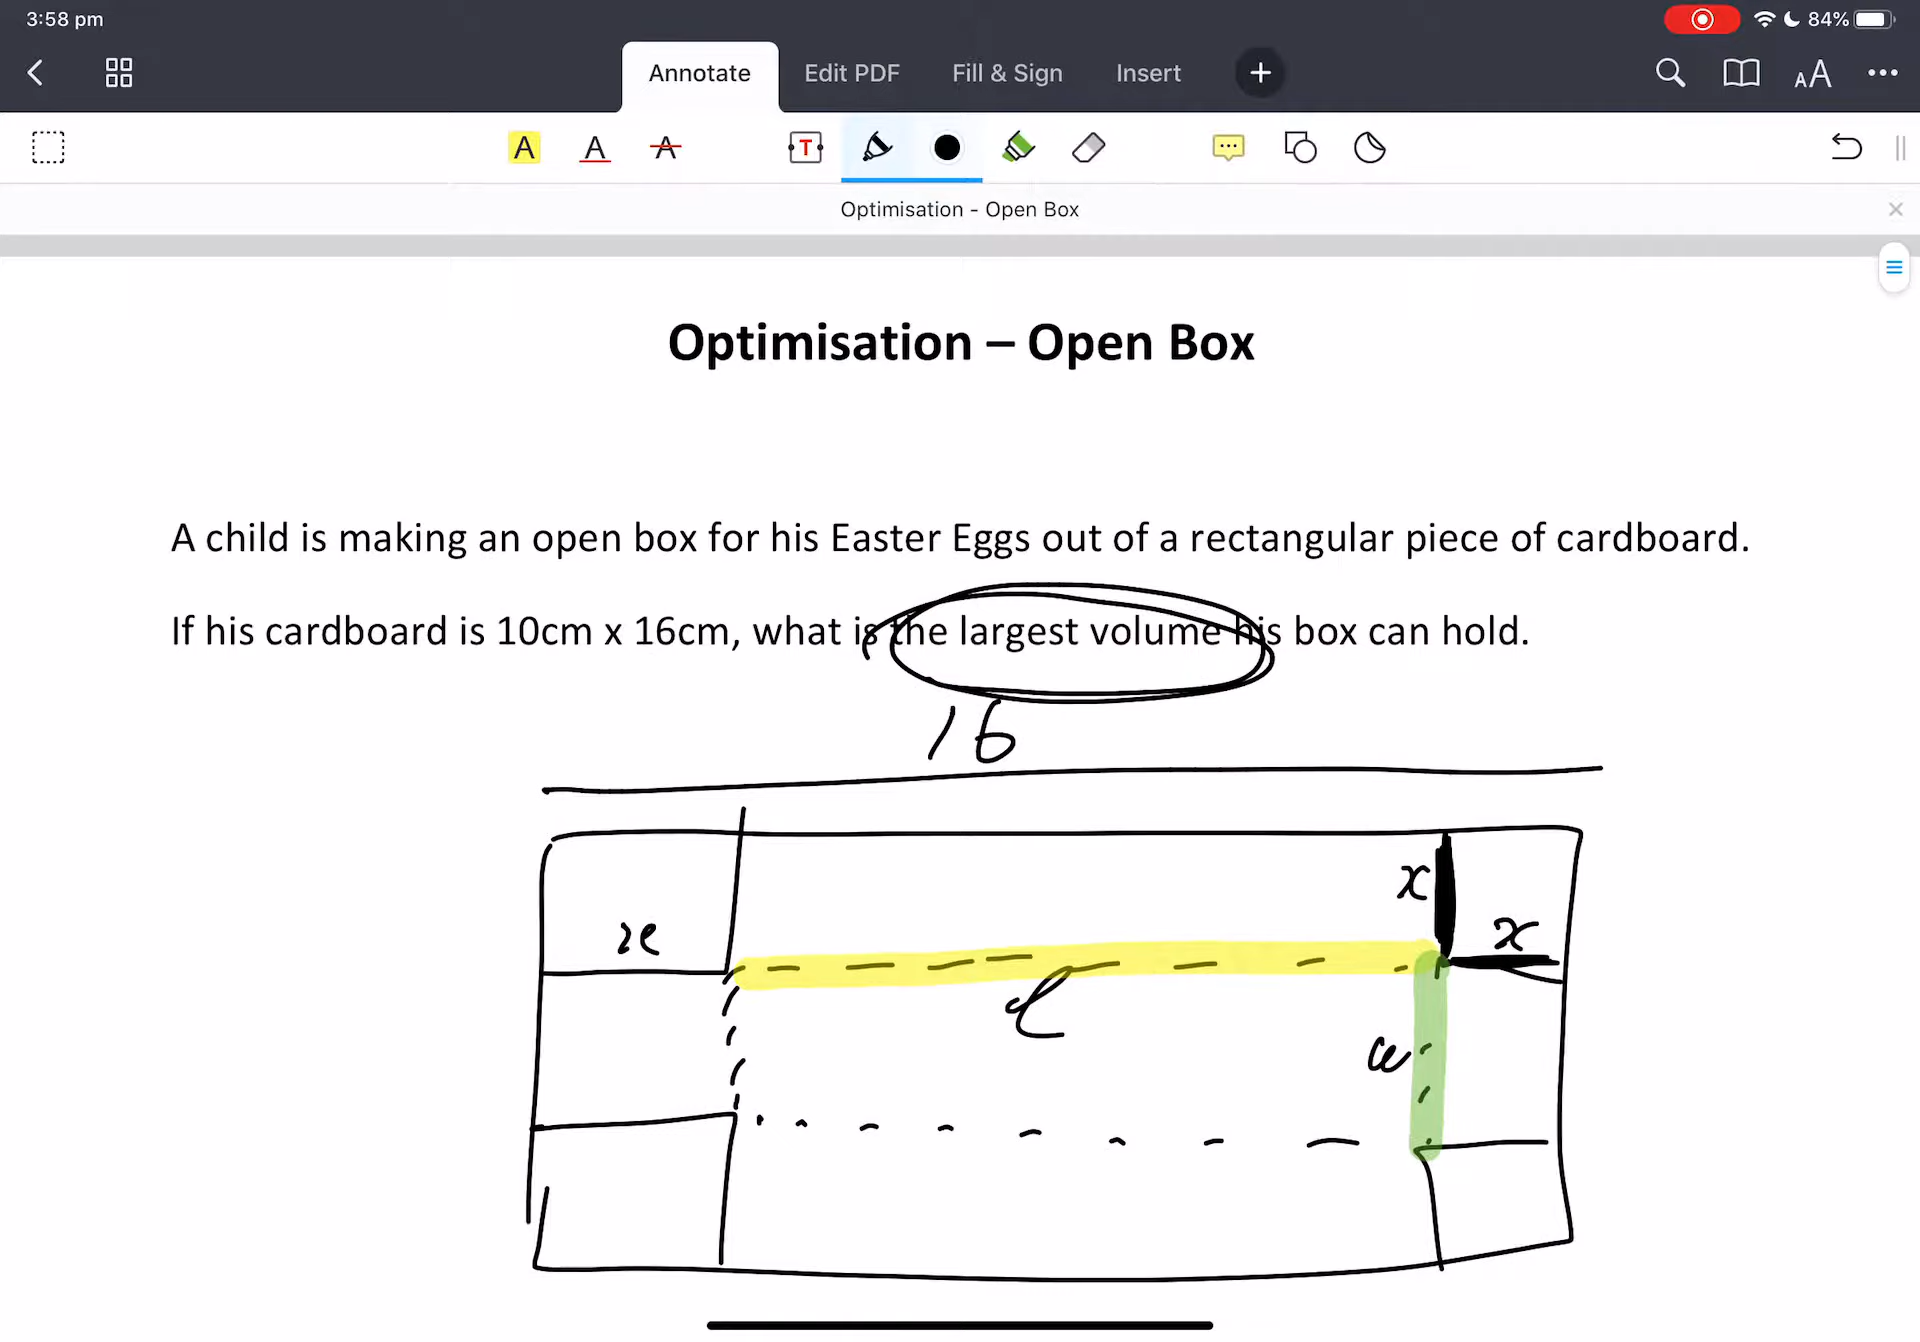 3:58 pm
84%
Annotate Edit PDF Fill & Sign Insert
AA
A A A T
Optimisation - Open Box
Optimisation – Open Box
A child is making an open box for his Easter Eggs out of a rectangular piece of cardboard.
If his cardboard is 10cm x 16cm, what is the largest volume his box can hold.
16
x
x x
l
w